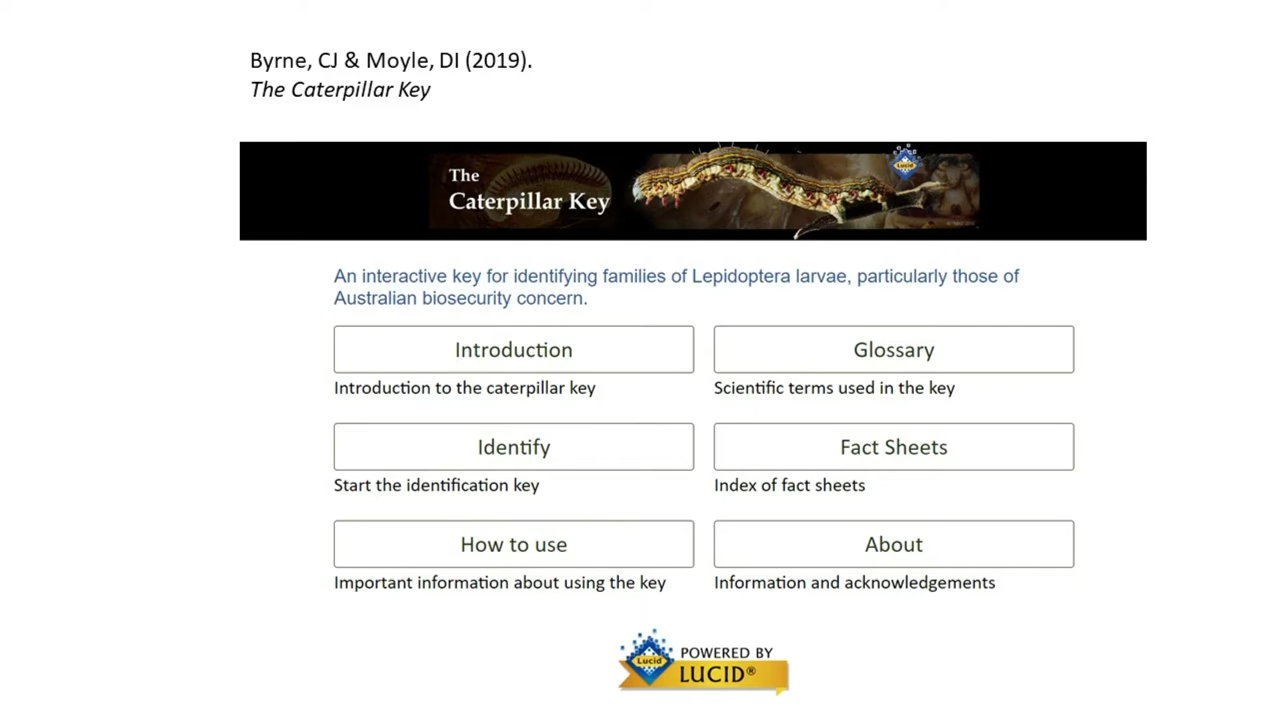 Byrne, CJ & Moyle, DI (2019).
The Caterpillar Key
The
Caterpillar Key
Lucid
An interactive key for identifying families of Lepidoptera larvae, particularly those of
Australian biosecurity concern.
Introduction
Introduction to the caterpillar key
Glossary
Scientific terms used in the key
Identify
Start the identification key
Fact Sheets
Index of fact sheets
How to use
Important information about using the key
About
Information and acknowledgements
Lucid
POWERED BY
LUCID®